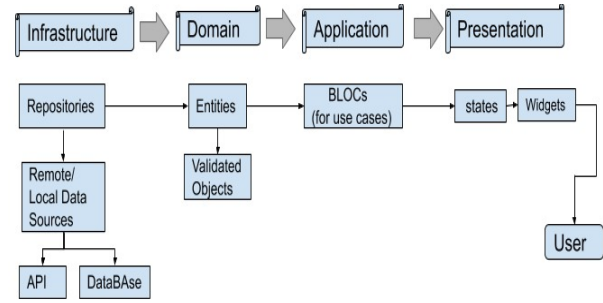 Infrastructure
Domain
Application
Presentation
Repositories
Entities
BLOCs
(for use cases)
states
Widgets
Remote/
Local Data
Sources
Validated
Objects
API
DataBAse
User